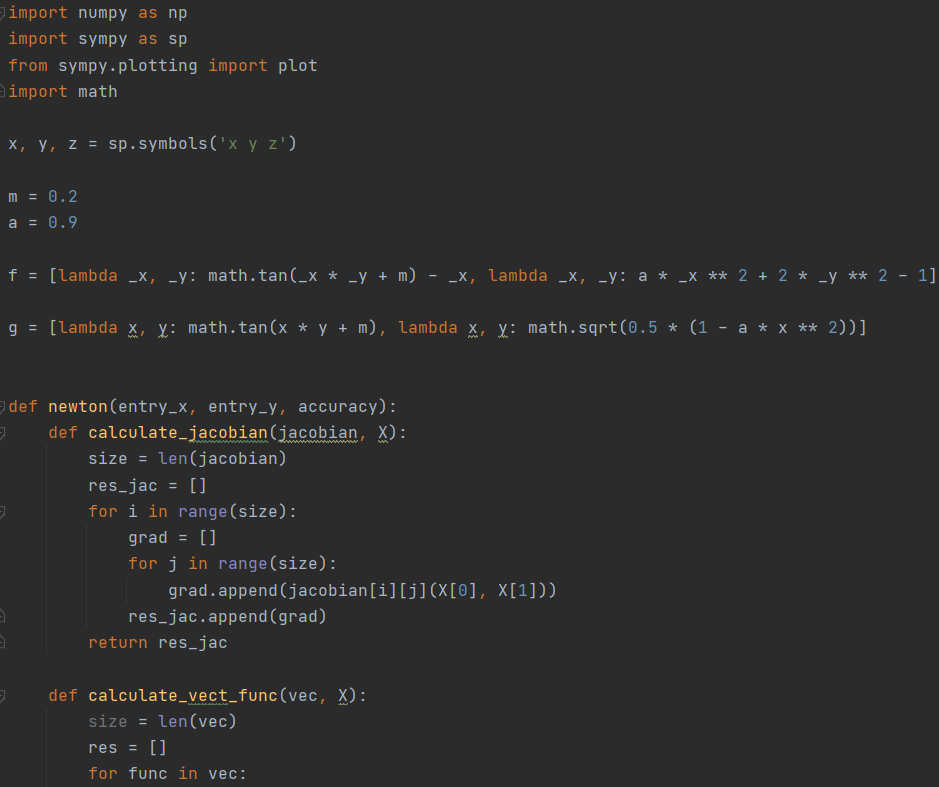 import numpy as np
import sympy as sp
from sympy.plotting import plot
import math
x, y, z = sp.symbols('x y z')
m = 0.2
a = 0.9
f = [lambda _x, _y: math.tan(_x * _y + m) - _x, lambda _x, _y: a * _x ** 2 + 2 * _y ** 2 - 1]
g = [lambda x, y: math.tan(x * y + m), lambda x, y: math.sqrt(0.5 * (1 - a * x ** 2))]
def newton(entry_x, entry_y, accuracy):
    def calculate_jacobian(jacobian, X):
        size = len(jacobian)
        res_jac = []
        for i in range(size):
            grad = []
            for j in range(size):
                grad.append(jacobian[i][j](X[0], X[1]))
            res_jac.append(grad)
        return res_jac
    def calculate_vect_func(vec, X):
        size = len(vec)
        res = []
        for func in vec: